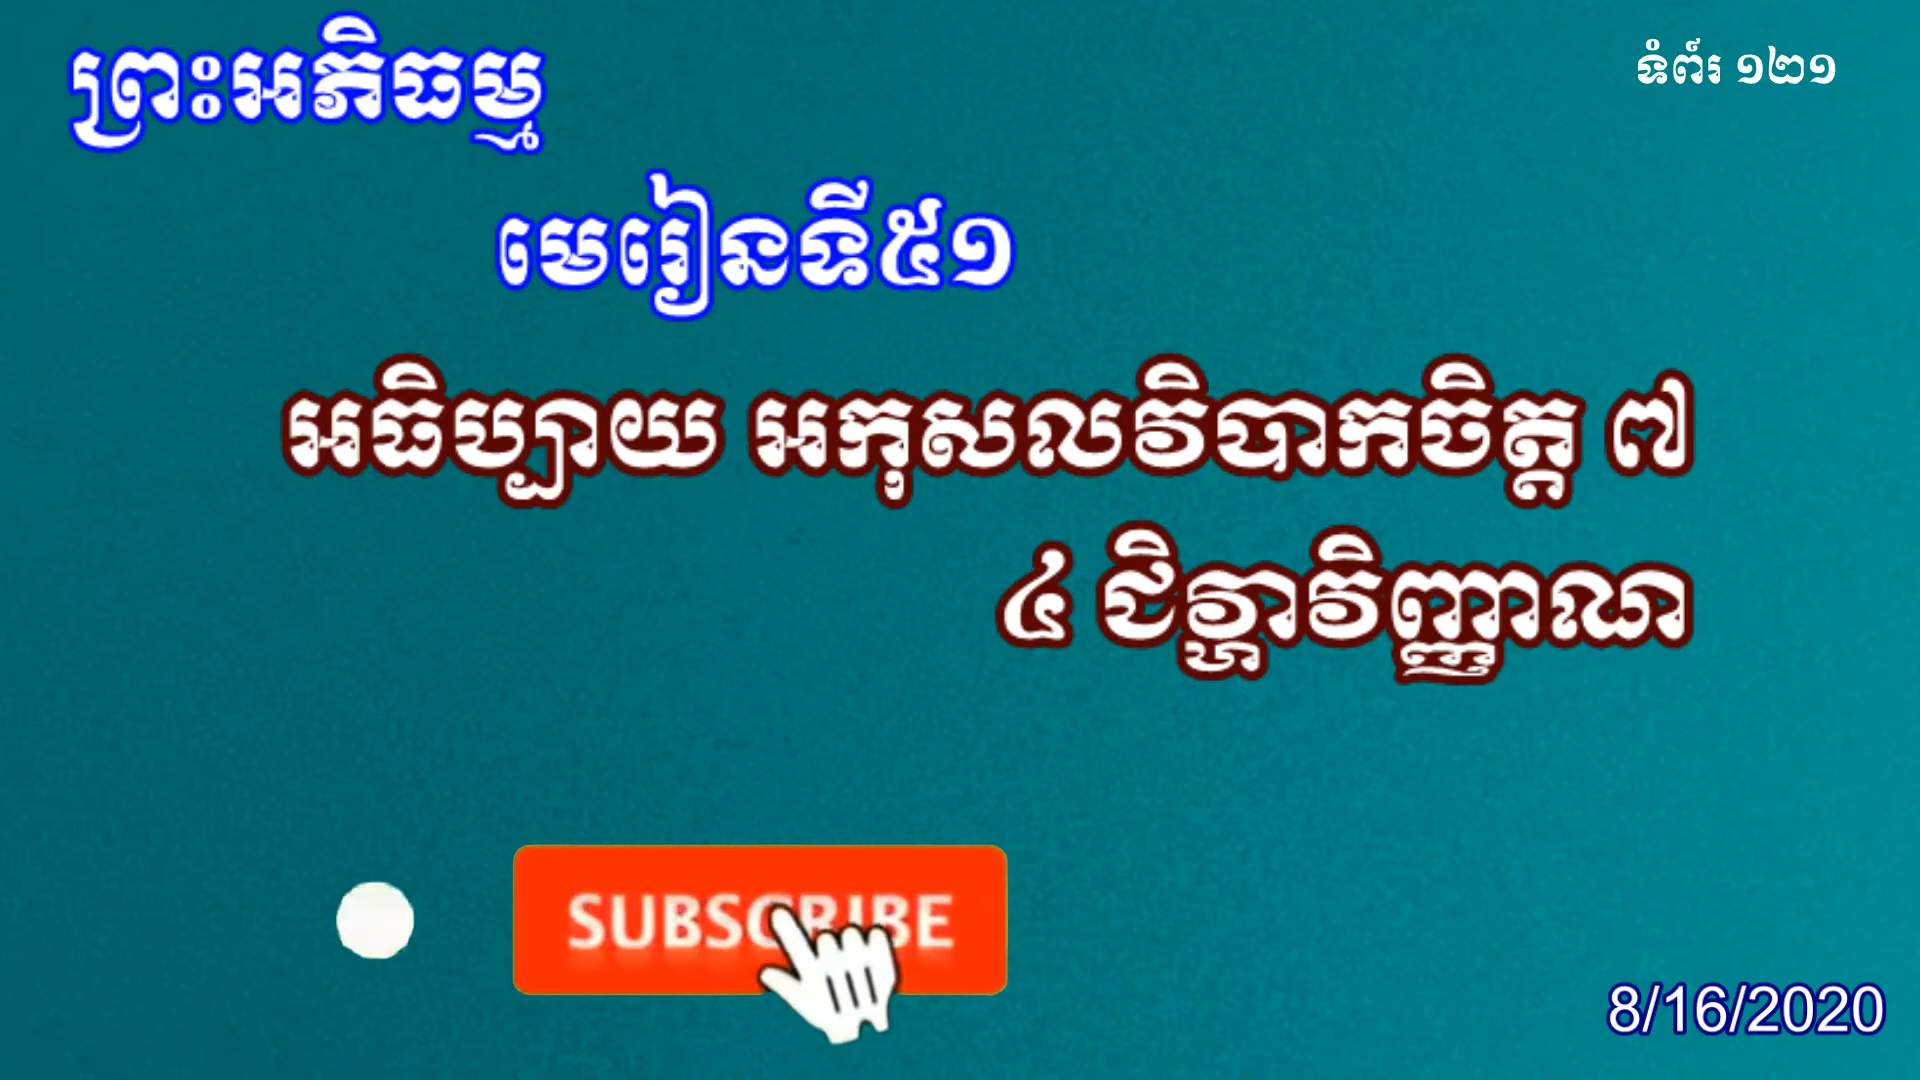 ព្រះអភិធម្ម
ទំព័រ ១២១
មេរៀនទី៥១
អធិប្បាយ អកុសលវិបាកចិត្ត ៧
៤ ជិវ្ហាវិញ្ញាណ
SUBSCRIBE
8/16/2020